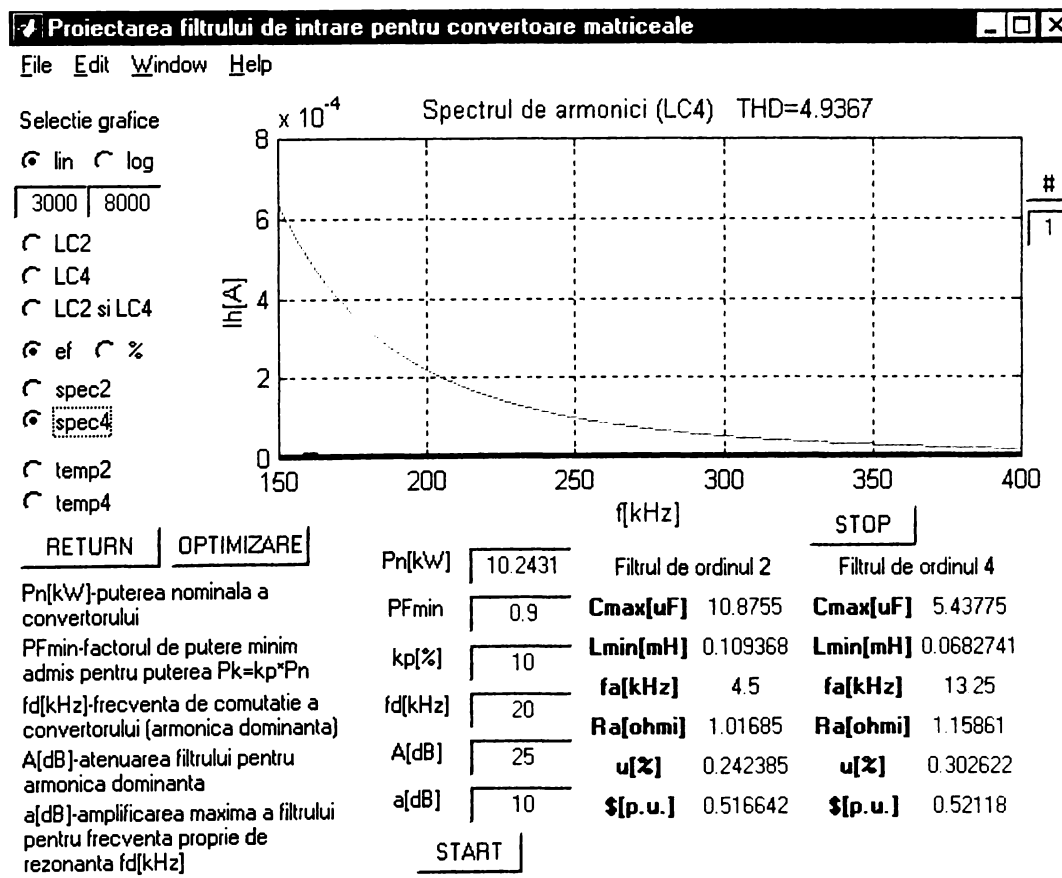 Proiectarea filtrului de intrare pentru convertoare matriceale
File Edit Window Help
Selectie grafice
lin log
3000 8000
LC2
LC4
LC2 si LC4
ef %
spec2
spec4
temp2
temp4
RETURN OPTIMIZARE
Spectrul de armonici (LC4) THD=4.9367
x 10^-4
8
6
4
2
0
Ih[A]
150 200 250 300 350 400
f[kHz]
#
1
STOP
Pn[kW]-puterea nominala a
convertorului
PFmin-factorul de putere minim
admis pentru puterea Pk=kp*Pn
fd[kHz]-frecventa de comutatie a
convertorului (armonica dominanta)
A[dB]-atenuarea filtrului pentru
armonica dominanta
a[dB]-amplificarea maxima a filtrului
pentru frecventa proprie de
rezonanta fd[kHz]
Pn[kW] 10.2431
PFmin 0.9
kp[%] 10
fd[kHz] 20
A[dB] 25
a[dB] 10
START
Filtrul de ordinul 2
Cmax[uF] 10.8755
Lmin[mH] 0.109368
fa[kHz] 4.5
Ra[ohmi] 1.01685
u[%] 0.242385
$[p.u.] 0.516642
Filtrul de ordinul 4
Cmax[uF] 5.43775
Lmin[mH] 0.0682741
fa[kHz] 13.25
Ra[ohmi] 1.15861
u[%] 0.302622
$[p.u.] 0.52118